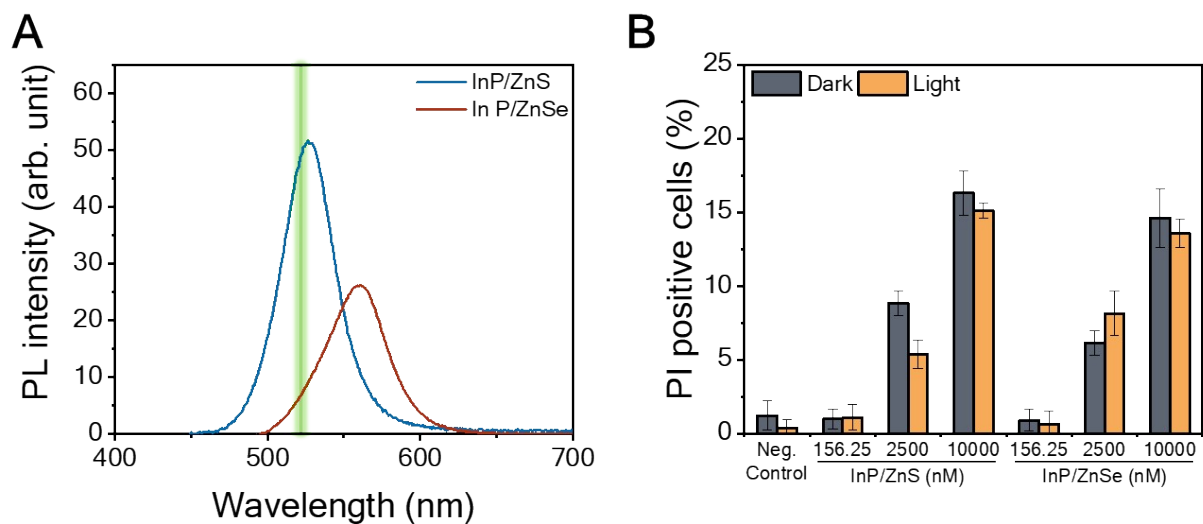 A
PL intensity (arb. unit)
60
50
40
30
20
10
0
InP/ZnS
In P/ZnSe
400 500 600 700
Wavelength (nm)
B
PI positive cells (%)
25
20
15
10
5
0
Dark Light
Neg. Control
156.25 2500 10000
InP/ZnS (nM)
156.25 2500 10000
InP/ZnSe (nM)